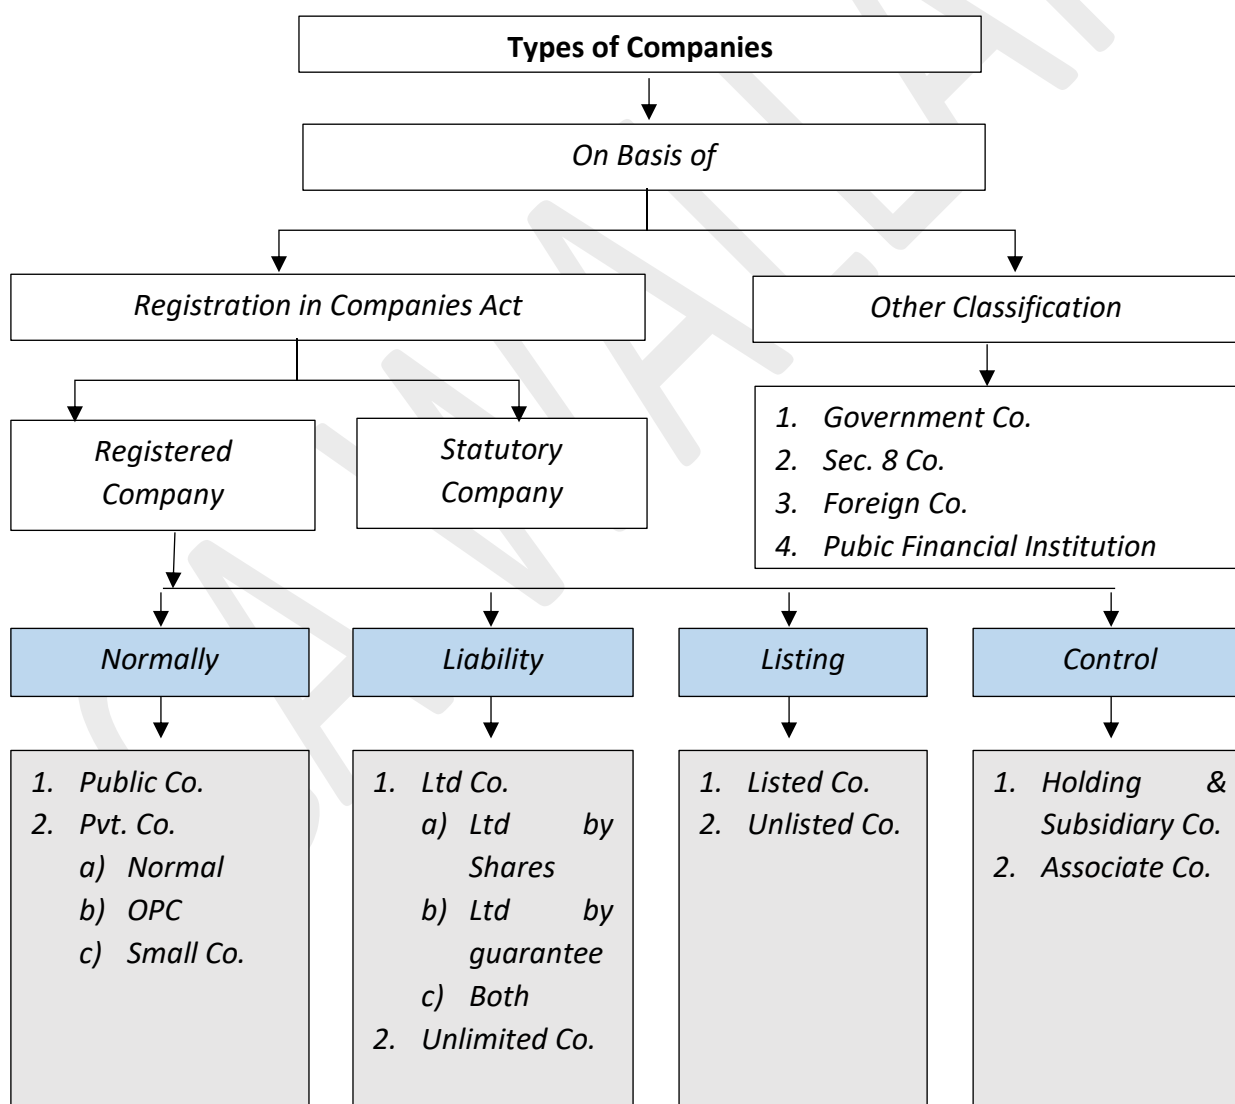 Types of Companies
On Basis of
Registration in Companies Act
Other Classification
Registered
Company
Statutory
Company
1. Government Co.
2. Sec. 8 Co.
3. Foreign Co.
4. Pubic Financial Institution
Normally
Liability
Listing
Control
1. Public Co.
2. Pvt. Co.
a) Normal
b) OPC
c) Small Co.
1. Ltd Co.
a) Ltd by
Shares
b) Ltd by
guarantee
c) Both
2. Unlimited Co.
1. Listed Co.
2. Unlisted Co.
1. Holding &
Subsidiary Co.
2. Associate Co.